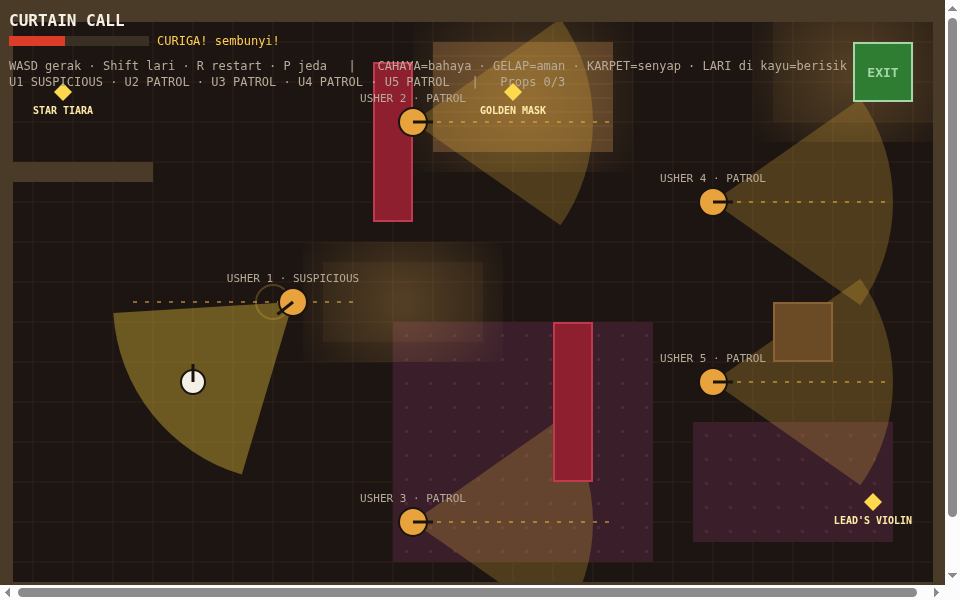 CURTAIN CALL
CURIGA! sembunyi!
WASD gerak · Shift lari · R restart · P jeda   |   CAHAYA=bahaya · GELAP=aman · KARPET=senyap · LARI di kayu=berisik
U1 SUSPICIOUS · U2 PATROL · U3 PATROL · U4 PATROL · U5 PATROL   |   Props 0/3
EXIT
USHER 2 · PATROL
STAR TIARA
GOLDEN MASK
USHER 4 · PATROL
USHER 1 · SUSPICIOUS
USHER 5 · PATROL
USHER 3 · PATROL
LEAD'S VIOLIN